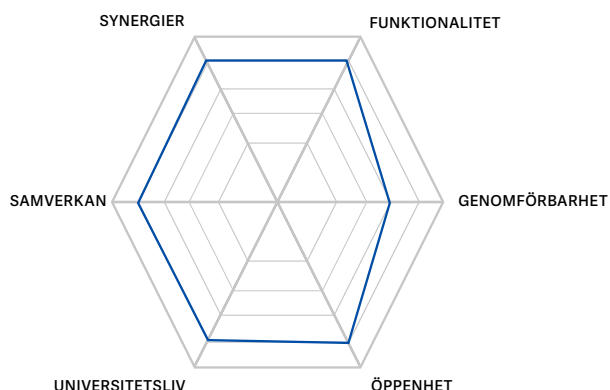 SYNERGIER
FUNKTIONALITET
SAMVERKAN
GENOMFÖRBARHET
UNIVERSITETSLIV
ÖPPENHET